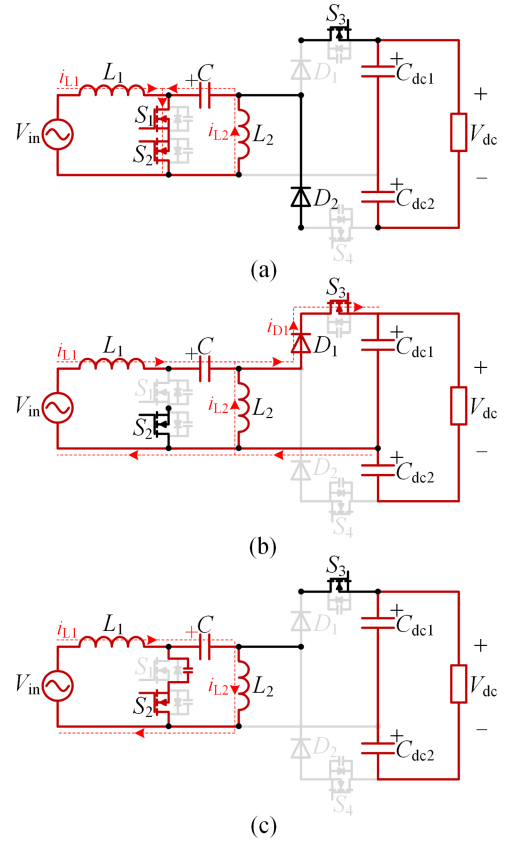 S3
iL1 L1 +C D1 +
S1 Cdc1 +
Vin iL2 L2 Vdc
S2 + −
D2 Cdc2
S4
(a)
S3
iD1 +
iL1 L1 +C D1 Cdc1
S1 +
Vin iL2 L2 Vdc
S2 + −
D2 Cdc2
S4
(b)
S3
iL1 L1 +C D1 +
Cdc1
S1 +
Vin iL2 L2 Vdc
S2 + −
D2 Cdc2
S4
(c)